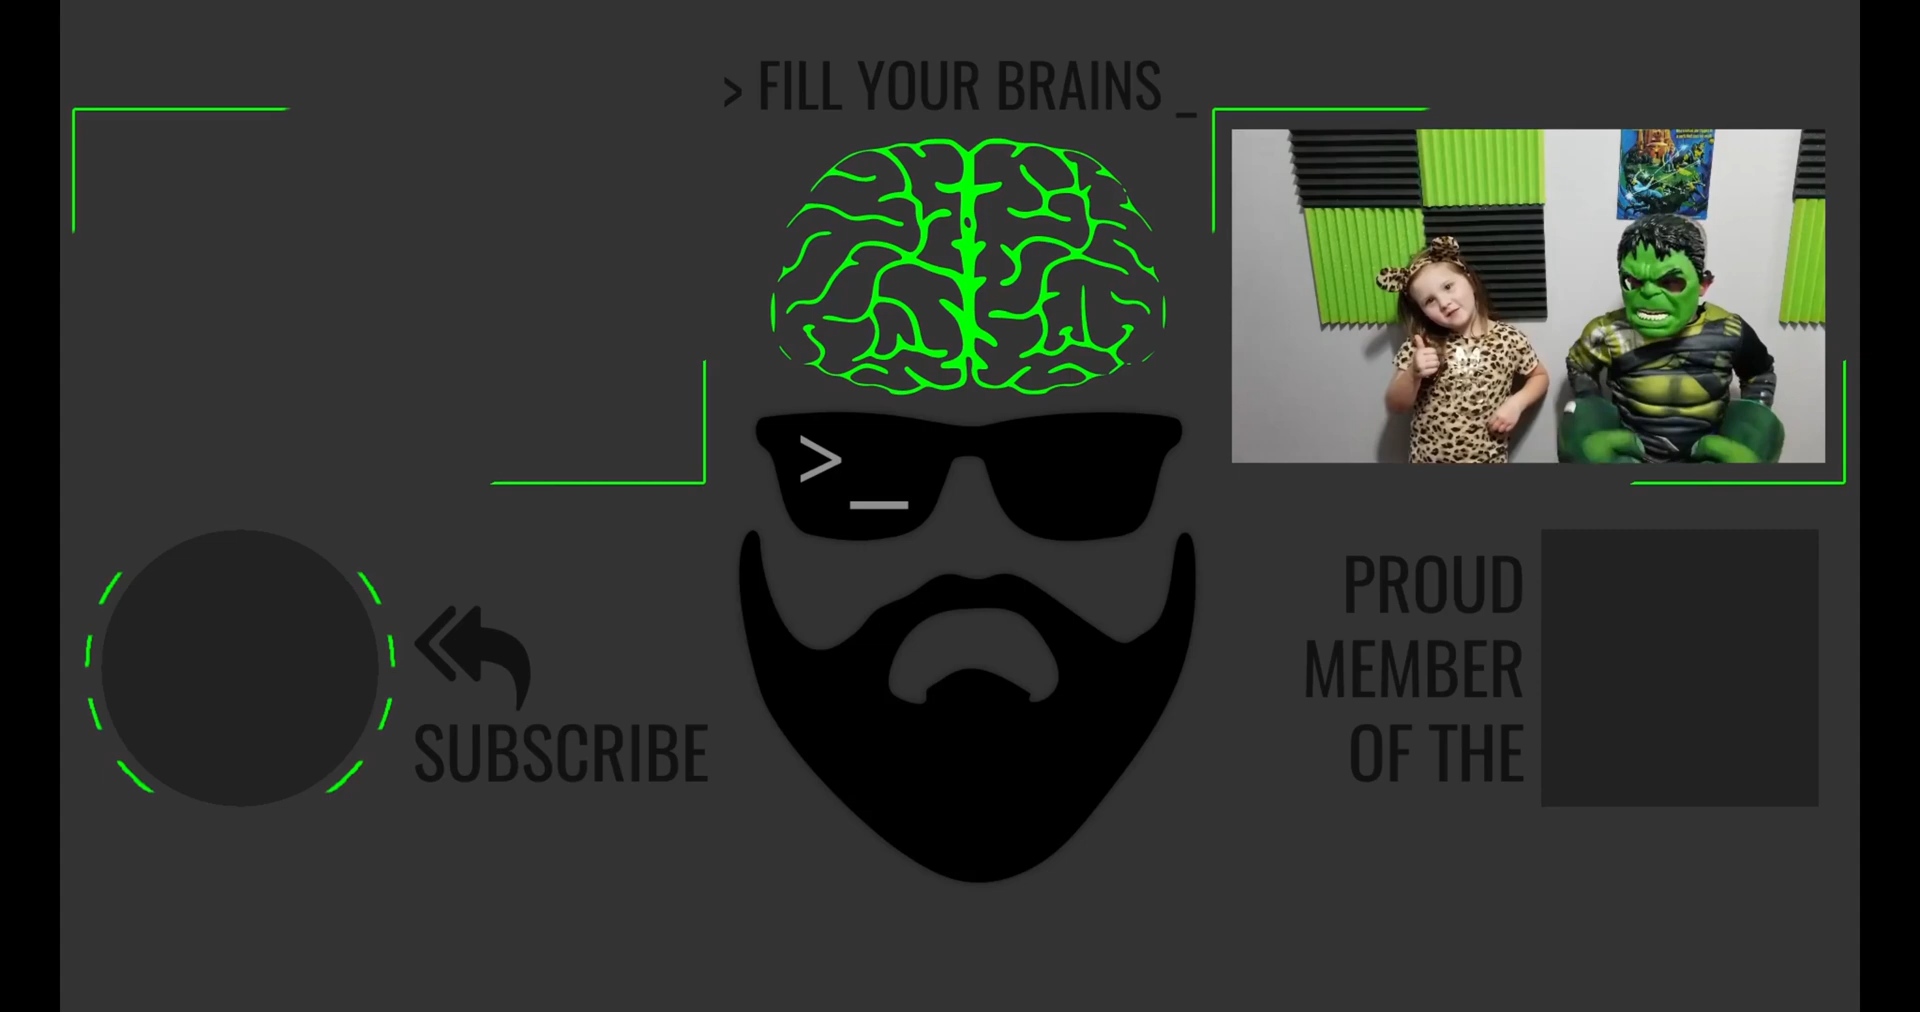 > FILL YOUR BRAINS _
>_
SUBSCRIBE
PROUD
MEMBER
OF THE